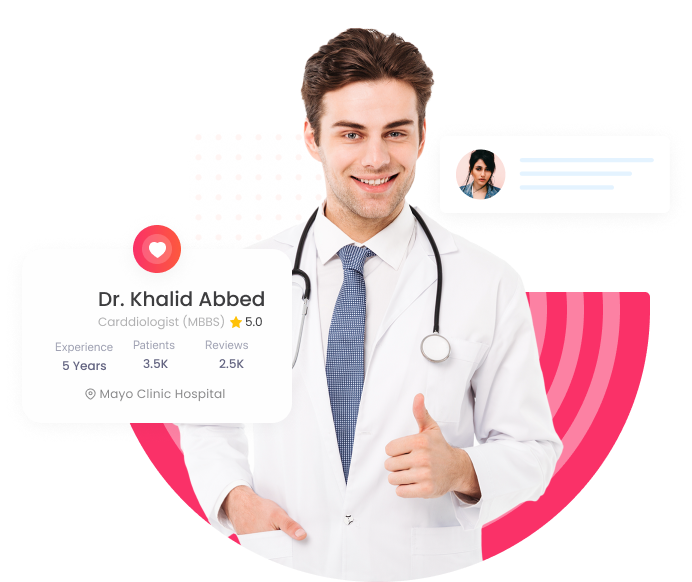 Dr. Khalid Abbed
Carddiologist (MBBS) 5.0
Experience Patients Reviews
5 Years 3.5K 2.5K
Mayo Clinic Hospital